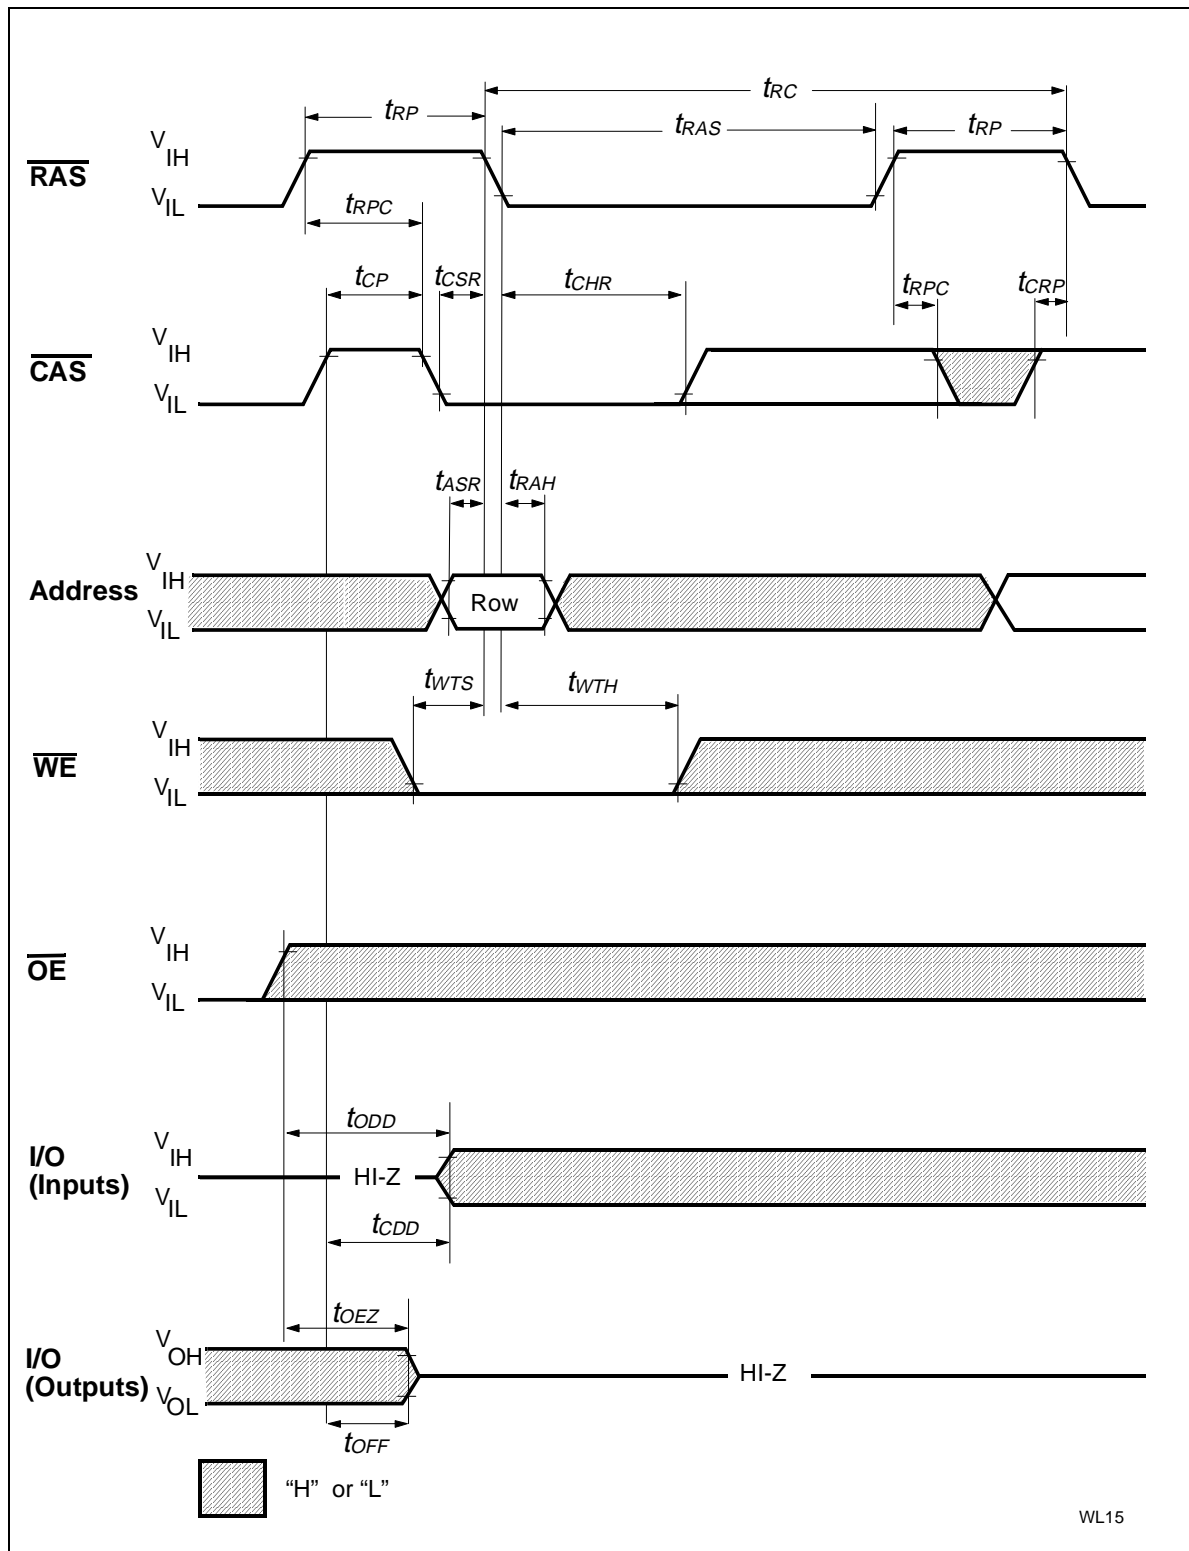 tRC
tRP
tRAS
tRP
VIH
RAS
VIL
tRPC
tCP
tCSR
tCHR
tRPC
tCRP
VIH
CAS
VIL
tASR
tRAH
VIH
Address
Row
VIL
tWTS
tWTH
VIH
WE
VIL
VIH
OE
VIL
tODD
I/O
(Inputs)
VIH
HI-Z
VIL
tCDD
tOEZ
I/O
(Outputs)
VOH
HI-Z
VOL
tOFF
“H” or “L”
WL15